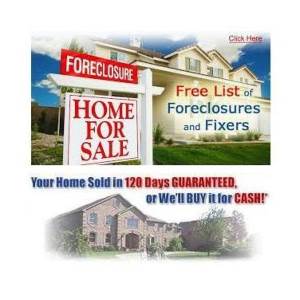 Click Here
FORECLOSURE
HOME
FOR
SALE
Free List of
Foreclosures
and Fixers
Your Home Sold in 120 Days GUARANTEED,
or We'll BUY it for CASH!*